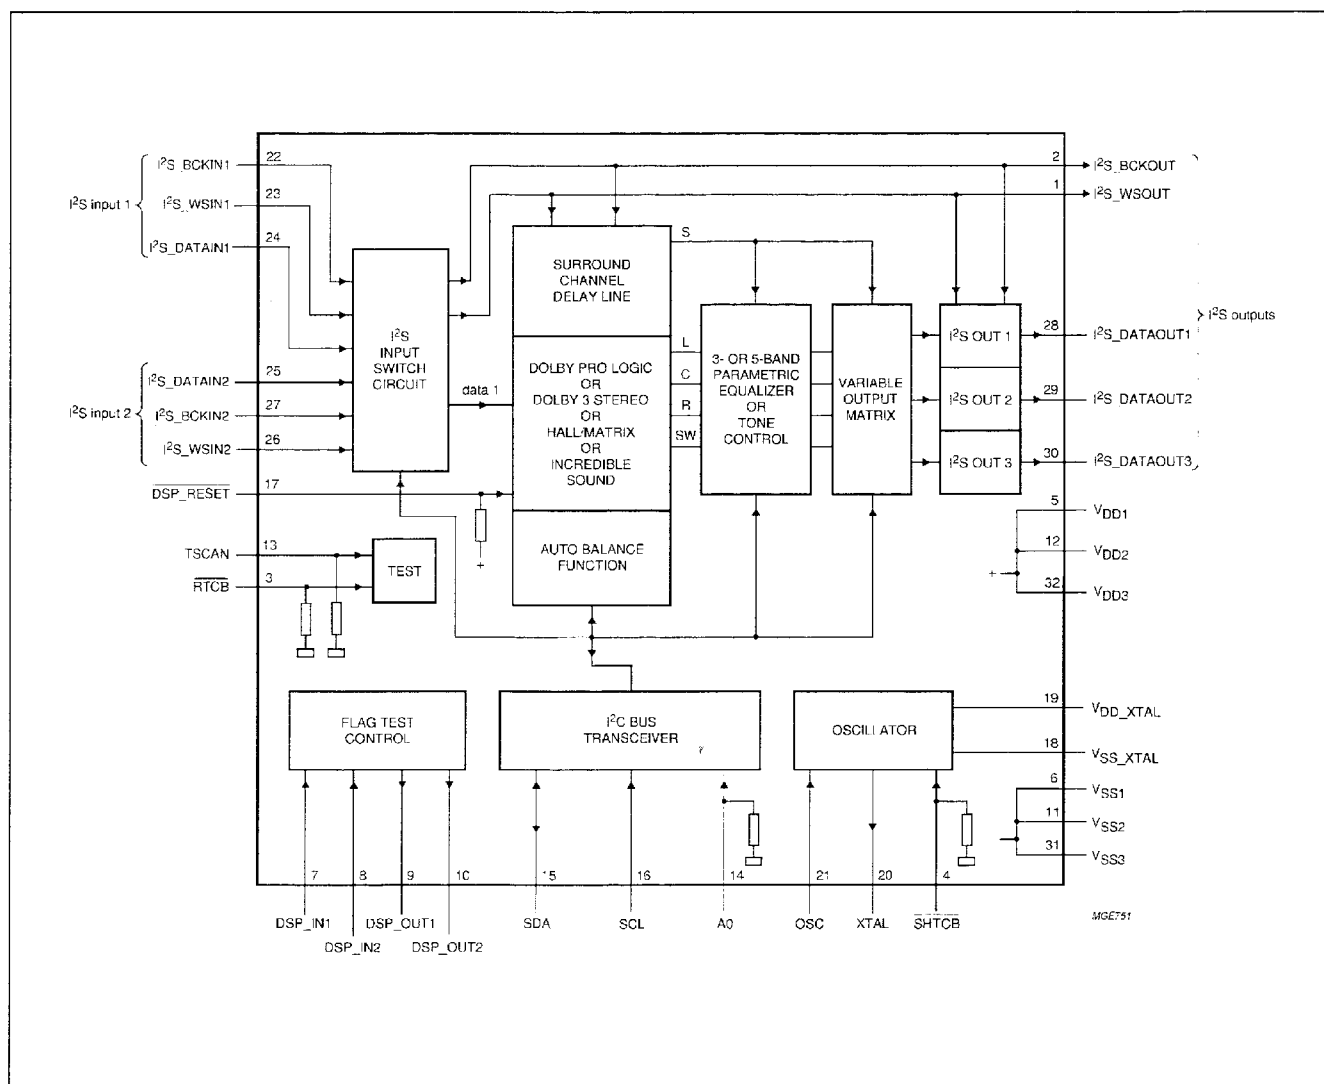 I²S input 1
I²S_BCKIN1
22
I²S_WSIN1
23
I²S_DATAIN1
24
I²S input 2
I²S_DATAIN2
25
I²S_BCKIN2
27
I²S_WSIN2
26
DSP_RESET
17
TSCAN
13
RTCB
3
I²S
INPUT
SWITCH
CIRCUIT
data 1
TEST
SURROUND
CHANNEL
DELAY LINE
DOLBY PRO LOGIC
OR
DOLBY 3 STEREO
OR
HALL/MATRIX
OR
INCREDIBLE
SOUND
AUTO BALANCE
FUNCTION
S
L
C
R
SW
3- OR 5-BAND
PARAMETRIC
EQUALIZER
OR
TONE
CONTROL
VARIABLE
OUTPUT
MATRIX
I²S OUT 1
I²S OUT 2
I²S OUT 3
2
I²S_BCKOUT
1
I²S_WSOUT
28
I²S_DATAOUT1
29
I²S_DATAOUT2
30
I²S_DATAOUT3
I²S outputs
+
5
VDD1
12
VDD2
+
32
VDD3
FLAG TEST
CONTROL
I²C BUS
TRANSCEIVER
OSCILLATOR
19
VDD_XTAL
18
VSS_XTAL
6
VSS1
11
VSS2
31
VSS3
7
8
9
10
15
16
14
21
20
4
DSP_IN1
DSP_IN2
DSP_OUT1
DSP_OUT2
SDA
SCL
A0
OSC
XTAL
SHTCB
MGE751